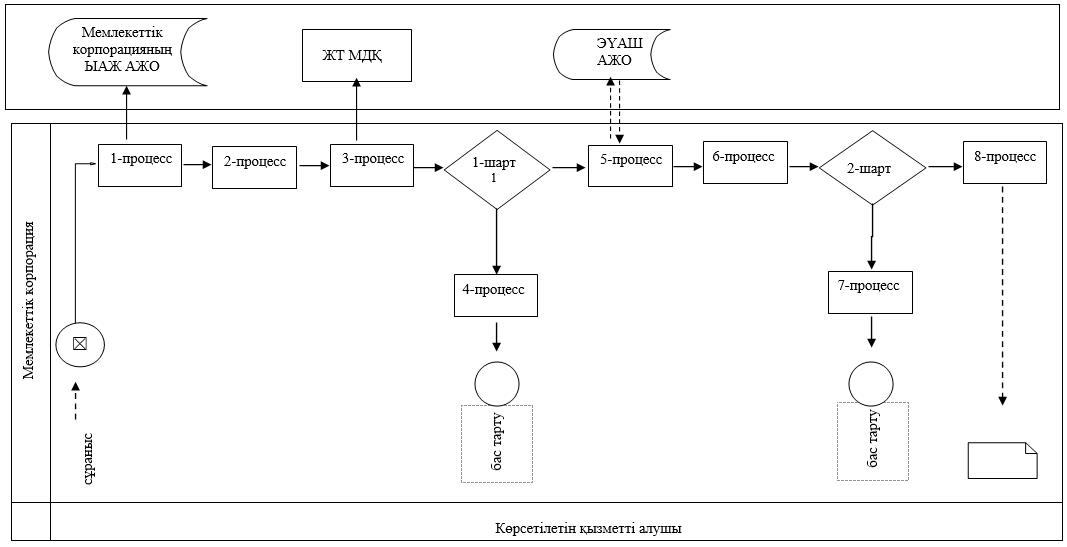 Мемлекеттік
корпорацияның
ЫАЖ АЖО
ЖТ МДҚ
ЭҮАШ
АЖО
1-процесс
2-процесс
3-процесс
1-шарт
1
5-процесс
6-процесс
2-шарт
8-процесс
4-процесс
7-процесс
Мемлекеттік корпорация
сұраныс
бас тарту
бас тарту
Көрсетілетін қызметті алушы